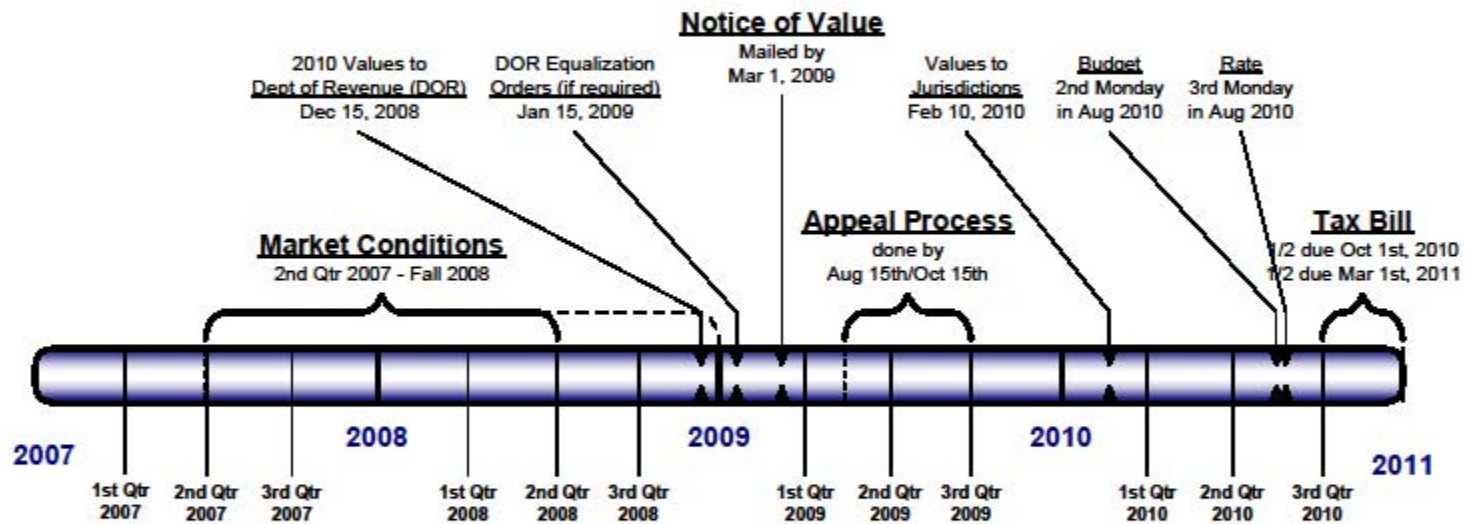 Notice of Value
Mailed by
Mar 1, 2009
2010 Values to
Dept of Revenue (DOR)
Dec 15, 2008
DOR Equalization
Orders (if required)
Jan 15, 2009
Values to
Jurisdictions
Feb 10, 2010
Budget
2nd Monday
in Aug 2010
Rate
3rd Monday
in Aug 2010
Market Conditions
2nd Qtr 2007 - Fall 2008
Appeal Process
done by
Aug 15th/Oct 15th
Tax Bill
1/2 due Oct 1st, 2010
1/2 due Mar 1st, 2011
2007
2008
2009
2010
2011
1st Qtr
2007
2nd Qtr
2007
3rd Qtr
2007
1st Qtr
2008
2nd Qtr
2008
3rd Qtr
2008
1st Qtr
2009
2nd Qtr
2009
3rd Qtr
2009
1st Qtr
2010
2nd Qtr
2010
3rd Qtr
2010